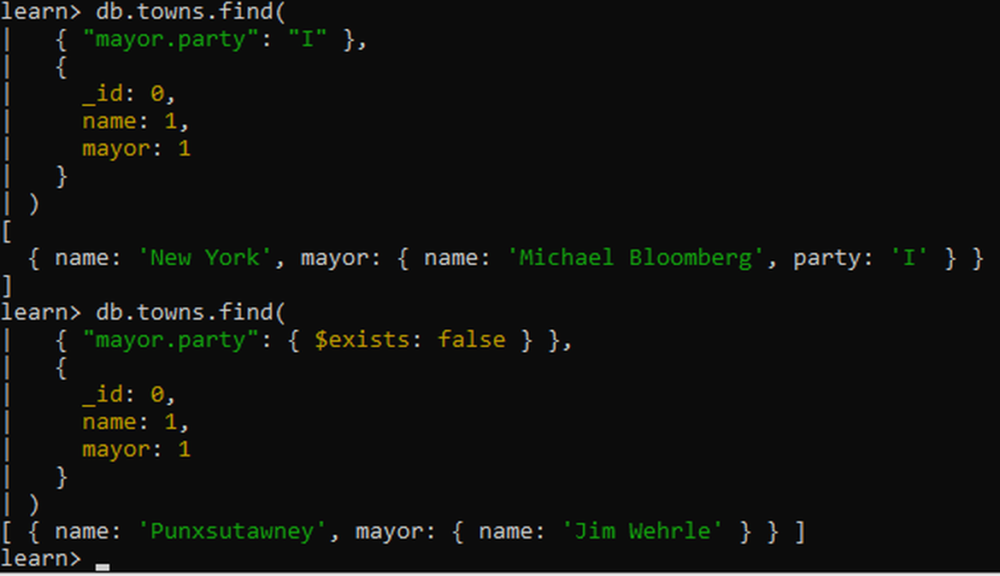 learn> db.towns.find(
|   { "mayor.party": "I" },
|   {
|     _id: 0,
|     name: 1,
|     mayor: 1
|   }
| )
[
  { name: 'New York', mayor: { name: 'Michael Bloomberg', party: 'I' } }
]
learn> db.towns.find(
|   { "mayor.party": { $exists: false } },
|   {
|     _id: 0,
|     name: 1,
|     mayor: 1
|   }
| )
[ { name: 'Punxsutawney', mayor: { name: 'Jim Wehrle' } } ]
learn>